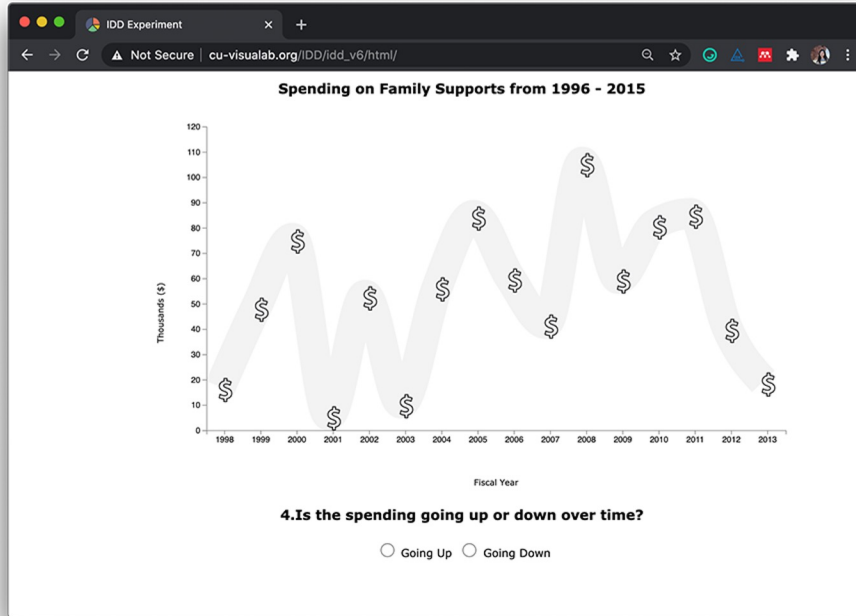 IDD Experiment
Not Secure | cu-visualab.org/IDD/idd_v6/html/
Spending on Family Supports from 1996 - 2015
120
110
100
90
80
70
60
50
40
30
20
10
0
Thousands ($)
$ $ $ $ $ $ $ $ $ $ $ $ $ $ $ $
1998 1999 2000 2001 2002 2003 2004 2005 2006 2007 2008 2009 2010 2011 2012 2013
Fiscal Year
4.Is the spending going up or down over time?
Going Up Going Down